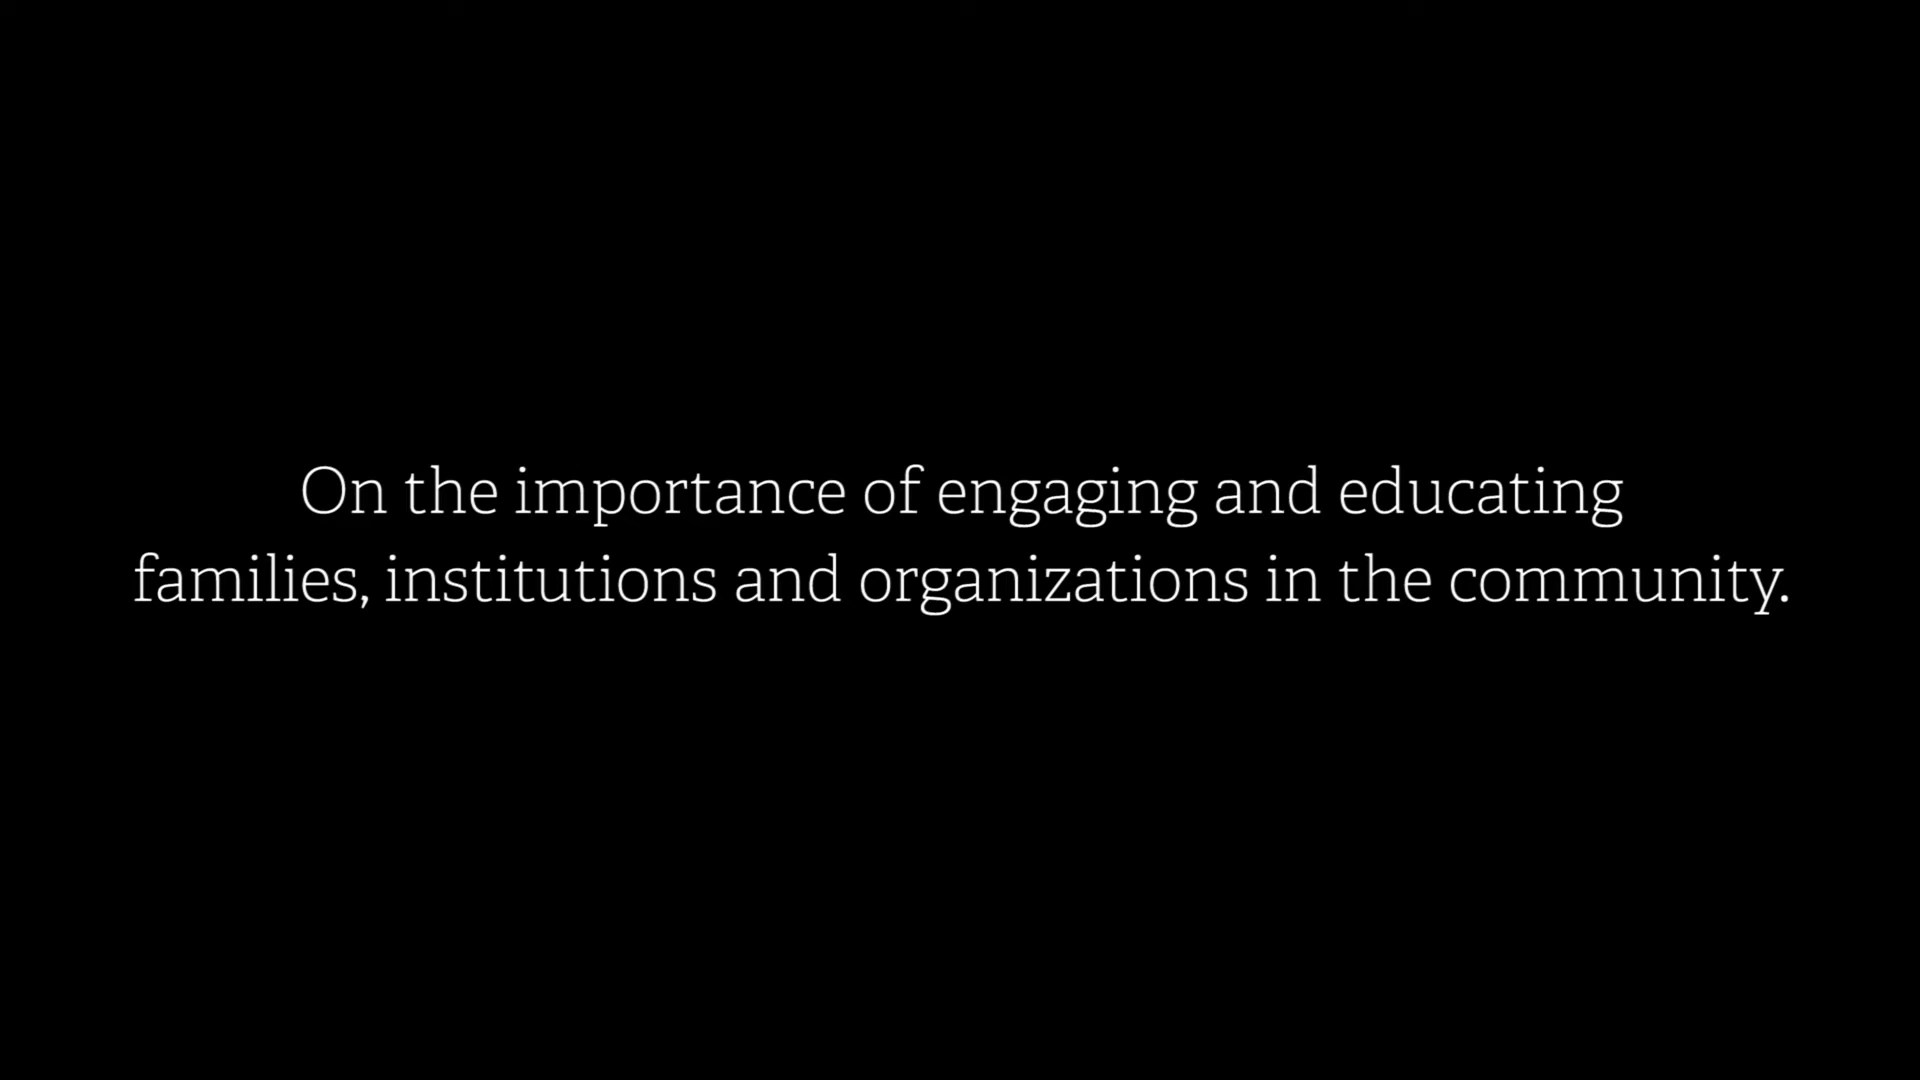 On the importance of engaging and educating
families, institutions and organizations in the community.